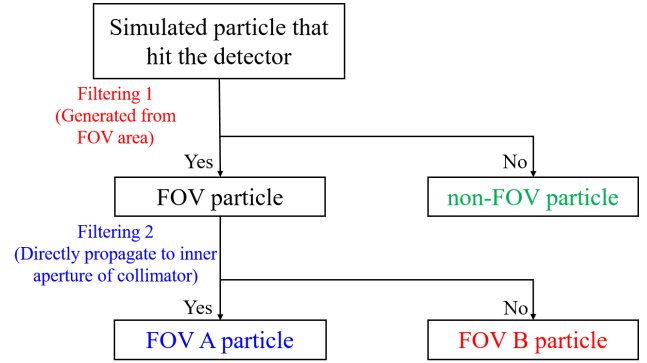 Simulated particle that
hit the detector
Filtering 1
(Generated from
FOV area)
Yes
No
FOV particle
non-FOV particle
Filtering 2
(Directly propagate to inner
aperture of collimator)
Yes
No
FOV A particle
FOV B particle